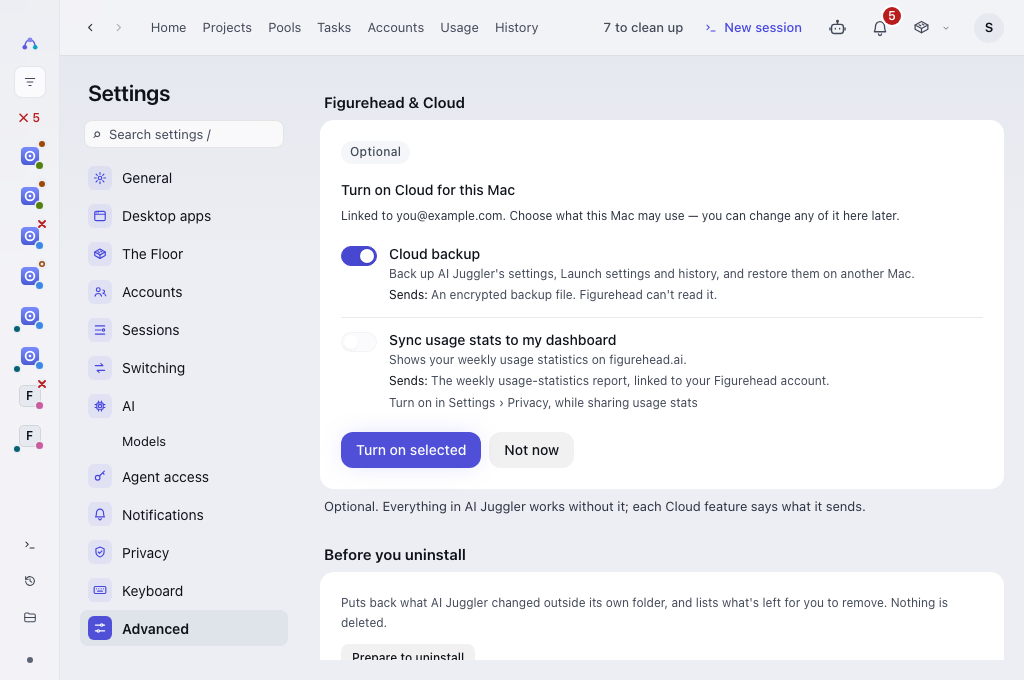 Home Projects Pools Tasks Accounts Usage History 7 to clean up New session 5 S
5
F
F
Settings
Search settings /
General
Desktop apps
The Floor
Accounts
Sessions
Switching
AI
Models
Agent access
Notifications
Privacy
Keyboard
Advanced
Figurehead & Cloud
Optional
Turn on Cloud for this Mac
Linked to you@example.com. Choose what this Mac may use — you can change any of it here later.
Cloud backup
Back up AI Juggler's settings, Launch settings and history, and restore them on another Mac.
Sends: An encrypted backup file. Figurehead can't read it.
Sync usage stats to my dashboard
Shows your weekly usage statistics on figurehead.ai.
Sends: The weekly usage-statistics report, linked to your Figurehead account.
Turn on in Settings › Privacy, while sharing usage stats
Turn on selected Not now
Optional. Everything in AI Juggler works without it; each Cloud feature says what it sends.
Before you uninstall
Puts back what AI Juggler changed outside its own folder, and lists what's left for you to remove. Nothing is
deleted.
Prepare to uninstall